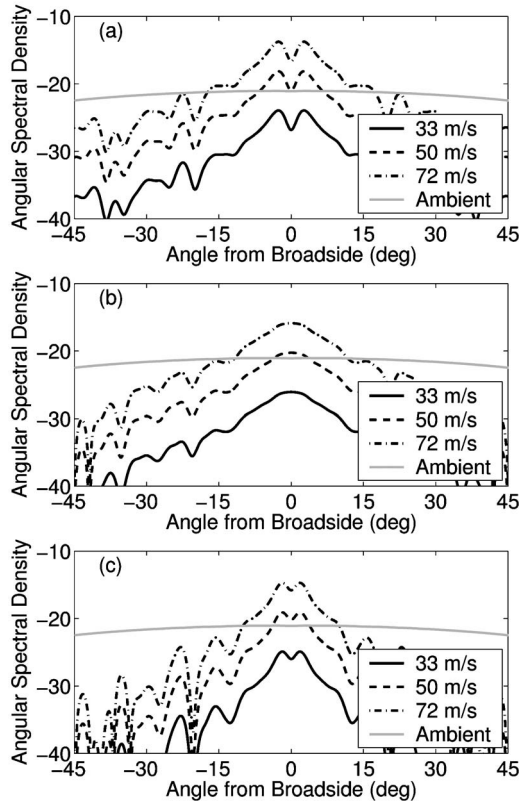 (a)
Angular Spectral Density
−10
−20
−30
−40
33 m/s
50 m/s
72 m/s
Ambient
−45 −30 −15 0 15 30 45
Angle from Broadside (deg)
(b)
Angular Spectral Density
−10
−20
−30
−40
33 m/s
50 m/s
72 m/s
Ambient
−45 −30 −15 0 15 30 45
Angle from Broadside (deg)
(c)
Angular Spectral Density
−10
−20
−30
−40
33 m/s
50 m/s
72 m/s
Ambient
−45 −30 −15 0 15 30 45
Angle from Broadside (deg)